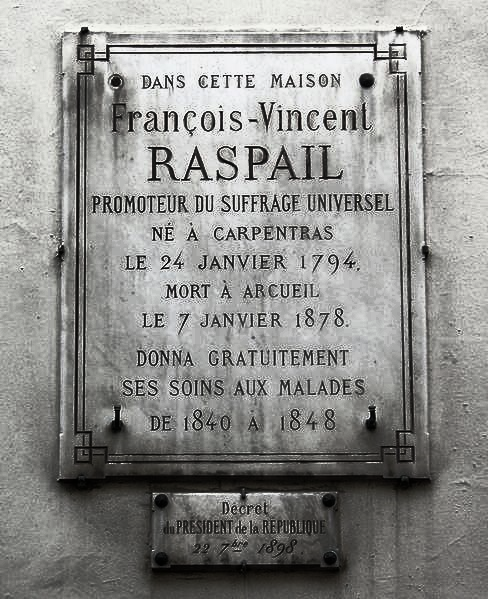 DANS CETTE MAISON
François-Vincent
RASPAIL
PROMOTEUR DU SUFFRAGE UNIVERSEL
NÉ À CARPENTRAS
LE 24 JANVIER 1794,
MORT À ARCUEIL
LE 7 JANVIER 1878.
DONNA GRATUITEMENT
SES SOINS AUX MALADES
DE 1840 A 1848
Décret
du PRÉSIDENT de la RÉPUBLIQUE
22 7bre 1898.